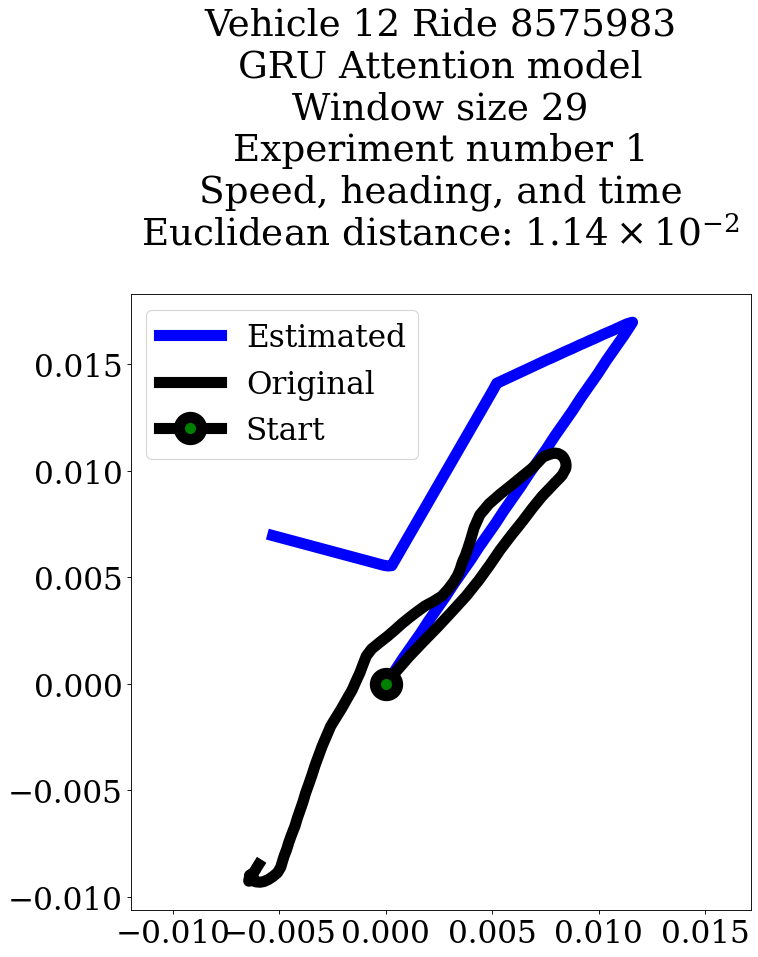 Vehicle 12 Ride 8575983
GRU Attention model
Window size 29
Experiment number 1
Speed, heading, and time
Euclidean distance: 1.14 × 10⁻²
Estimated
Original
Start
0.015
0.010
0.005
0.000
−0.005
−0.010
−0.010 −0.005 0.000 0.005 0.010 0.015